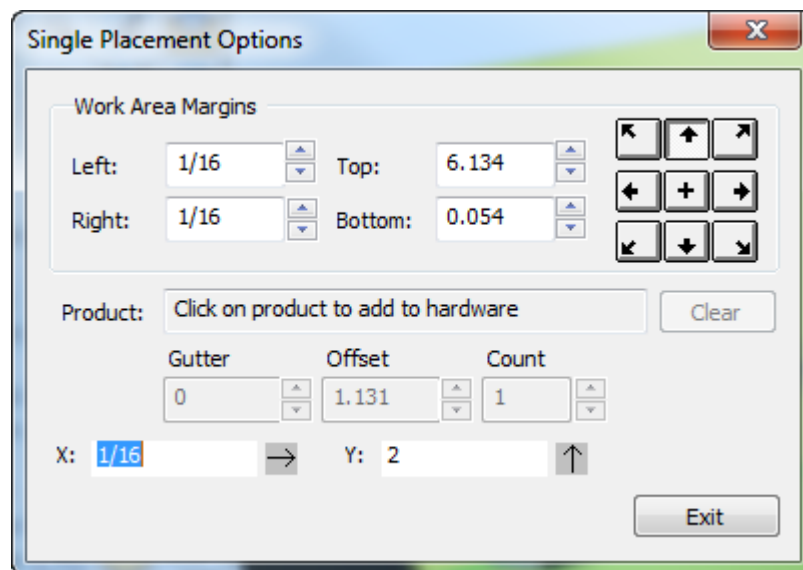 Single Placement Options
Work Area Margins
Left: 1/16 Top: 6.134
Right: 1/16 Bottom: 0.054
Product: Click on product to add to hardware Clear
Gutter Offset Count
0 1.131 1
X: 1/16 Y: 2
Exit